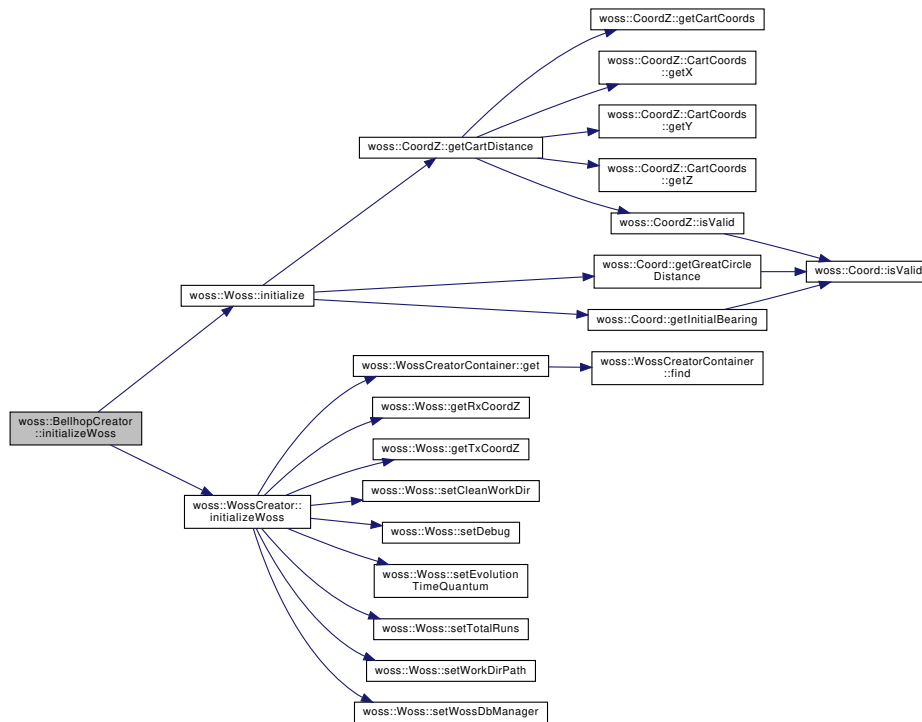 woss::CoordZ::getCartCoords
woss::CoordZ::CartCoords
::getX
woss::CoordZ::CartCoords
::getY
woss::CoordZ::getCartDistance
woss::CoordZ::CartCoords
::getZ
woss::CoordZ::isValid
woss::Coord::getGreatCircle
Distance
woss::Coord::isValid
woss::Woss::initialize
woss::Coord::getInitialBearing
woss::WossCreatorContainer::get
woss::WossCreatorContainer
::find
woss::Woss::getRxCoordZ
woss::BellhopCreator
::initializeWoss
woss::Woss::getTxCoordZ
woss::Woss::setCleanWorkDir
woss::WossCreator::
initializeWoss
woss::Woss::setDebug
woss::Woss::setEvolution
TimeQuantum
woss::Woss::setTotalRuns
woss::Woss::setWorkDirPath
woss::Woss::setWossDbManager